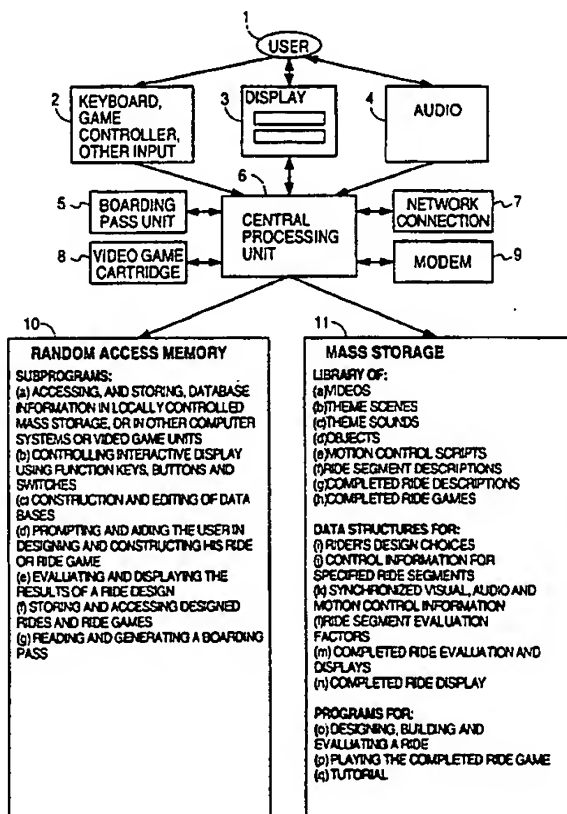 1
USER
2
KEYBOARD,
GAME
CONTROLLER,
OTHER INPUT
3
DISPLAY
4
AUDIO
5
BOARDING
PASS UNIT
6
CENTRAL
PROCESSING
UNIT
7
NETWORK
CONNECTION
8
VIDEO GAME
CARTRIDGE
9
MODEM
10
RANDOM ACCESS MEMORY
SUBPROGRAMS:
(a) ACCESSING, AND STORING, DATABASE
INFORMATION IN LOCALLY CONTROLLED
MASS STORAGE, OR IN OTHER COMPUTER
SYSTEMS OR VIDEO GAME UNITS
(b) CONTROLLING INTERACTIVE DISPLAY
USING FUNCTION KEYS, BUTTONS AND
SWITCHES
(c) CONSTRUCTION AND EDITING OF DATA
BASES
(d) PROMPTING AND AIDING THE USER IN
DESIGNING AND CONSTRUCTING HIS RIDE
OR RIDE GAME
(e) EVALUATING AND DISPLAYING THE
RESULTS OF A RIDE DESIGN
(f) STORING AND ACCESSING DESIGNED
RIDES AND RIDE GAMES
(g) READING AND GENERATING A BOARDING
PASS
11
MASS STORAGE
LIBRARY OF:
(a)VIDEOS
(b)THEME SCENES
(c)THEME SOUNDS
(d)OBJECTS
(e)MOTION CONTROL SCRIPTS
(f)RIDE SEGMENT DESCRIPTIONS
(g)COMPLETED RIDE DESCRIPTIONS
(h)COMPLETED RIDE GAMES
DATA STRUCTURES FOR:
(i) RIDER'S DESIGN CHOICES
(j) CONTROL INFORMATION FOR
SPECIFIED RIDE SEGMENTS
(k) SYNCHRONIZED VISUAL, AUDIO AND
MOTION CONTROL INFORMATION
(l)RIDE SEGMENT EVALUATION
FACTORS
(m) COMPLETED RIDE EVALUATION AND
DISPLAYS
(n) COMPLETED RIDE DISPLAY
PROGRAMS FOR:
(o) DESIGNING, BUILDING AND
EVALUATING A RIDE
(p) PLAYING THE COMPLETED RIDE GAME
(q) TUTORIAL